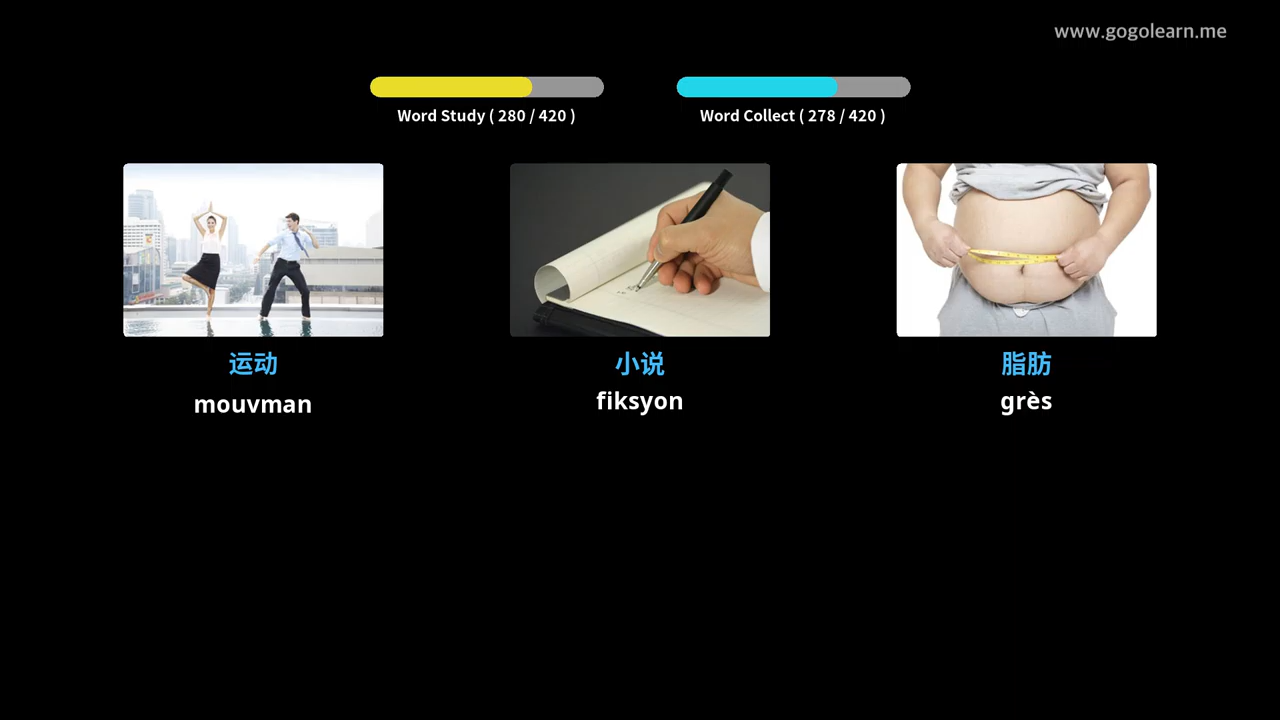 www.gogolearn.me
Word Study ( 280 / 420 )
Word Collect ( 278 / 420 )
运动
小说
脂肪
mouvman
fiksyon
grès